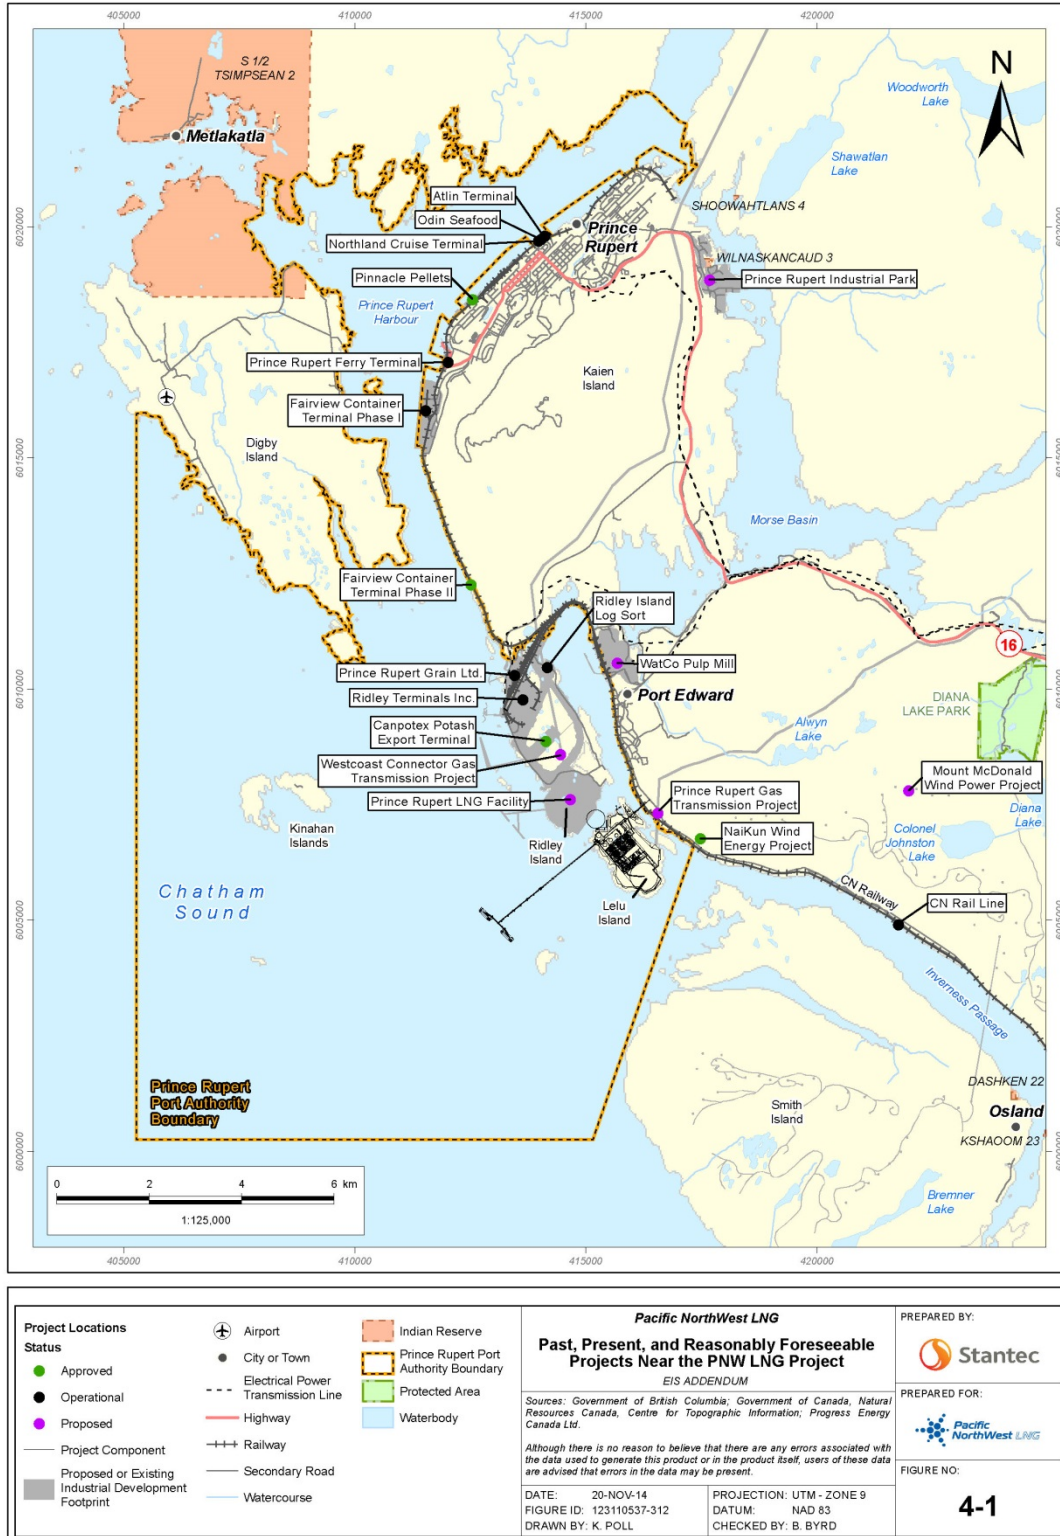 405000
410000
415000
420000
S 1/2
TSIMPSEAN 2
Metlakatla
Woodworth
Lake
N
Shawatlan
Lake
Atlin Terminal
Odin Seafood
Northland Cruise Terminal
SHOOWAHTLANS 4
6020000
6020000
Prince
Rupert
WILNASKANCAUD 3
Pinnacle Pellets
Prince Rupert Industrial Park
Prince Rupert
Harbour
Prince Rupert Ferry Terminal
Kaien
Island
Fairview Container
Terminal Phase I
Digby
Island
6015000
6015000
Morse Basin
Fairview Container
Terminal Phase II
Ridley Island
Log Sort
16
Prince Rupert Grain Ltd.
WatCo Pulp Mill
Ridley Terminals Inc.
Port Edward
6010000
6010000
DIANA
LAKE PARK
Canpotex Potash
Export Terminal
Alwyn
Lake
Westcoast Connector Gas
Transmission Project
Mount McDonald
Wind Power Project
Prince Rupert LNG Facility
Prince Rupert Gas
Transmission Project
Diana
Lake
Kinahan
Islands
Ridley
Island
NaiKun Wind
Energy Project
Colonel
Johnston
Lake
Chatham
Sound
CN Railway
CN Rail Line
Lelu
Island
6005000
6005000
Inverness Passage
Prince Rupert
Port Authority
Boundary
DASHKEN 22
Smith
Island
Osland
KSHAOOM 23
6000000
6000000
Bremner
Lake
0 2 4 6 km
1:125,000
405000
410000
415000
420000
Project Locations
Status
Approved
Operational
Proposed
Project Component
Proposed or Existing
Industrial Development
Footprint
Airport
City or Town
Electrical Power
Transmission Line
Highway
Railway
Secondary Road
Watercourse
Indian Reserve
Prince Rupert Port
Authority Boundary
Protected Area
Waterbody
Pacific NorthWest LNG
Past, Present, and Reasonably Foreseeable
Projects Near the PNW LNG Project
EIS ADDENDUM
Sources: Government of British Columbia; Government of Canada, Natural
Resources Canada, Centre for Topographic Information; Progress Energy
Canada Ltd.
Although there is no reason to believe that there are any errors associated with
the data used to generate this product or in the product itself, users of these data
are advised that errors in the data may be present.
DATE: 20-NOV-14
FIGURE ID: 123110537-312
DRAWN BY: K. POLL
PROJECTION: UTM - ZONE 9
DATUM: NAD 83
CHECKED BY: B. BYRD
PREPARED BY:
Stantec
PREPARED FOR:
Pacific
NorthWest LNG
FIGURE NO:
4-1